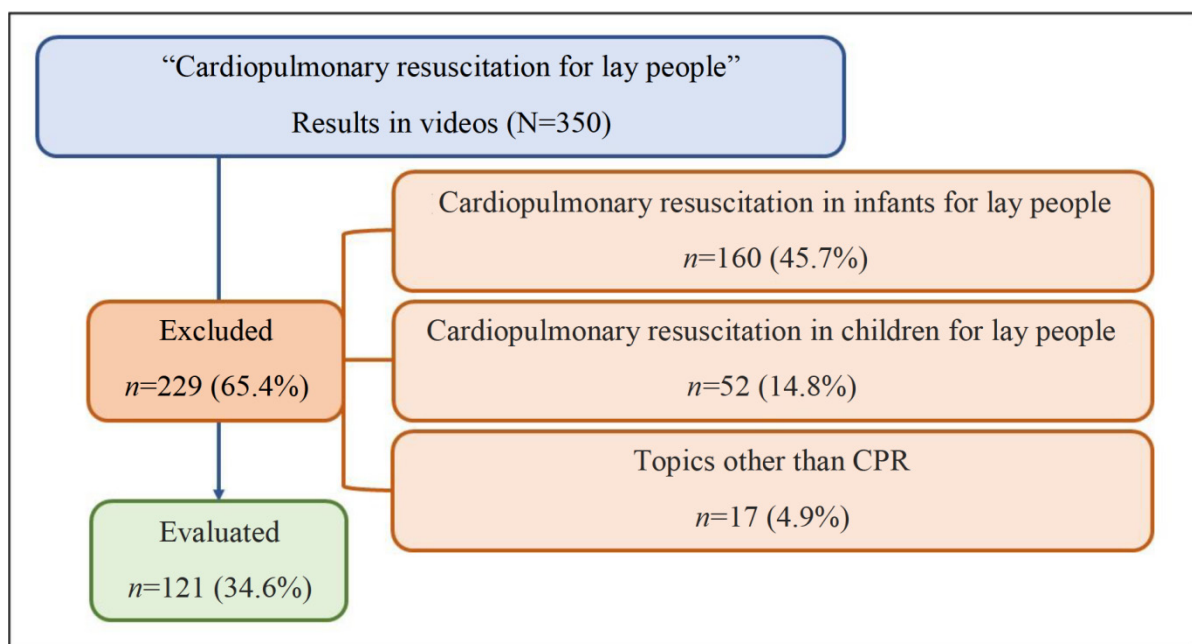 “Cardiopulmonary resuscitation for lay people”
Results in videos (N=350)
Cardiopulmonary resuscitation in infants for lay people
n=160 (45.7%)
Excluded
n=229 (65.4%)
Cardiopulmonary resuscitation in children for lay people
n=52 (14.8%)
Topics other than CPR
n=17 (4.9%)
Evaluated
n=121 (34.6%)